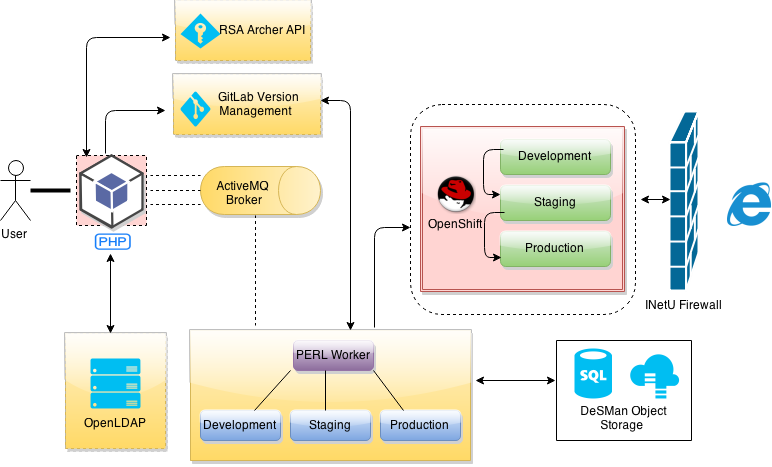 RSA Archer API
GitLab Version
Management
ActiveMQ
Broker
User
PHP
OpenLDAP
PERL Worker
Development
Staging
Production
OpenShift
Development
Staging
Production
INetU Firewall
SQL
DeSMan Object
Storage